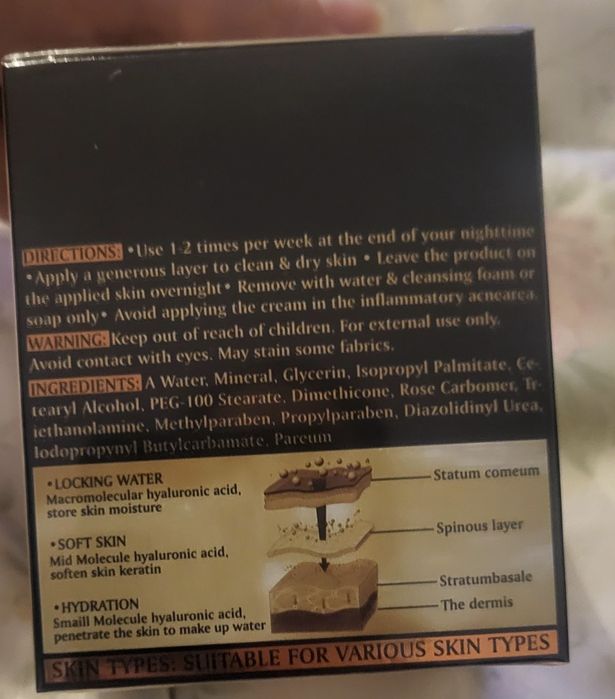 DIRECTIONS: •Use 1-2 times per week at the end of your nighttime
•Apply a generous layer to clean & dry skin • Leave the product on
the applied skin overnight• Remove with water & cleansing foam or
soap only• Avoid applying the cream in the inflammatory acnearea.
WARNING: Keep out of reach of children. For external use only.
Avoid contact with eyes. May stain some fabrics.
INGREDIENTS: A Water, Mineral, Glycerin, Isopropyl Palmitate, Ce-
tearyl Alcohol, PEG-100 Stearate, Dimethicone, Rose Carbomer, Tr-
iethanolamine, Methylparaben, Propylparaben, Diazolidinyl Urea,
Iodopropynyl Butylcarbamate, Pareum
•LOCKING WATER
Macromolecular hyaluronic acid,
store skin moisture
•SOFT SKIN
Mid Molecule hyaluronic acid,
soften skin keratin
•HYDRATION
Smaill Molecule hyaluronic acid,
penetrate the skin to make up water
Statum comeum
Spinous layer
Stratumbasale
The dermis
SKIN TYPES: SUITABLE FOR VARIOUS SKIN TYPES